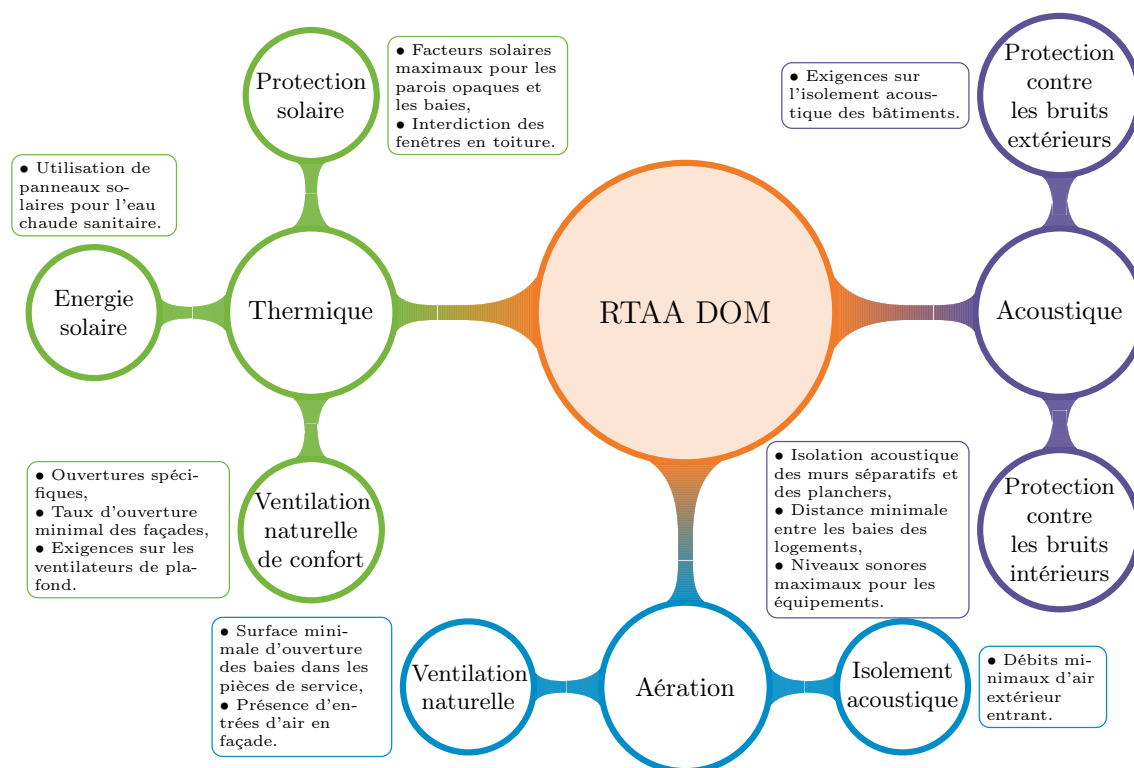 Protection
solaire
● Facteurs solaires
maximaux pour les
parois opaques et
les baies,
● Interdiction des
fenêtres en toiture.
● Exigences sur
l'isolement acous-
tique des bâtiments.
Protection
contre
les bruits
extérieurs
● Utilisation de
panneaux so-
laires pour l'eau
chaude sanitaire.
Energie
solaire
Thermique
RTAA DOM
Acoustique
● Ouvertures spéci-
fiques,
● Taux d'ouverture
minimal des façades,
● Exigences sur les
ventilateurs de pla-
fond.
Ventilation
naturelle
de confort
● Isolation acoustique
des murs séparatifs et
des planchers,
● Distance minimale
entre les baies des
logements,
● Niveaux sonores
maximaux pour les
équipements.
Protection
contre
les bruits
intérieurs
● Surface mini-
male d'ouverture
des baies dans les
pièces de service,
● Présence d'en-
trées d'air en
façade.
Ventilation
naturelle
Aération
Isolement
acoustique
● Débits mi-
nimaux d'air
extérieur
entrant.